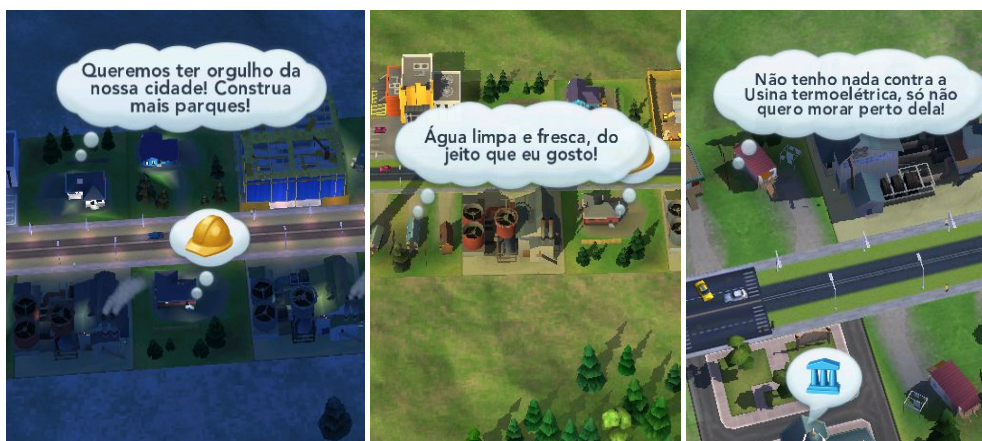 Queremos ter orgulho da
nossa cidade! Construa
mais parques!
Água limpa e fresca, do
jeito que eu gosto!
Não tenho nada contra a
Usina termoelétrica, só não
quero morar perto dela!